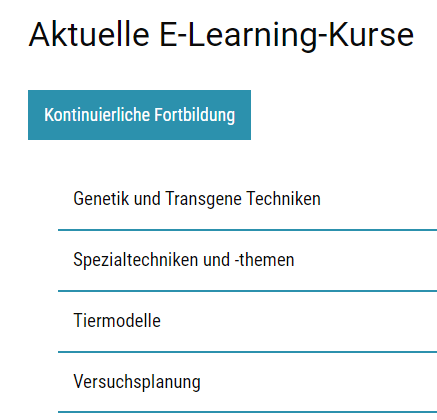 Aktuelle E-Learning-Kurse
Kontinuierliche Fortbildung
Genetik und Transgene Techniken
Spezialtechniken und -themen
Tiermodelle
Versuchsplanung